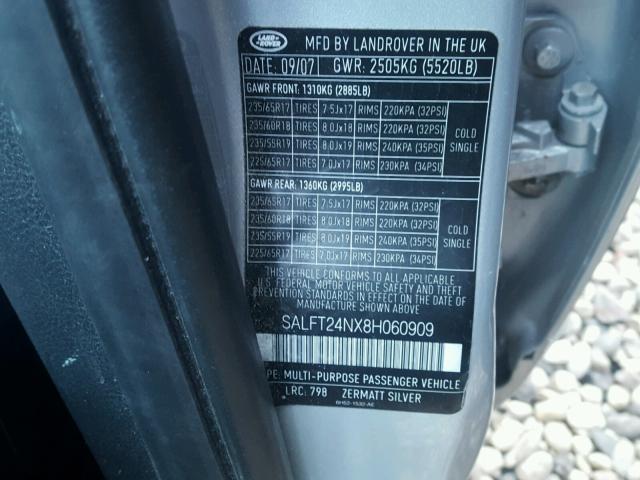 LAND-ROVER
MFD BY LANDROVER IN THE UK
DATE: 09/07 GWR: 2505KG (5520LB)
GAWR FRONT: 1310KG (2885LB)
235/65R17 TIRES 7.5Jx17 RIMS 220KPA (32PSI)
235/60R18 TIRES 8.0Jx18 RIMS 220KPA (32PSI)
235/55R19 TIRES 8.0Jx19 RIMS 240KPA (35PSI)
225/65R17 TIRES 7.0Jx17 RIMS 230KPA (34PSI)
COLD
SINGLE
GAWR REAR: 1360KG (2995LB)
235/65R17 TIRES 7.5Jx17 RIMS 220KPA (32PSI)
235/60R18 TIRES 8.0Jx18 RIMS 220KPA (32PSI)
235/55R19 TIRES 8.0Jx19 RIMS 240KPA (35PSI)
225/65R17 TIRES 7.0Jx17 RIMS 230KPA (34PSI)
COLD
SINGLE
THIS VEHICLE CONFORMS TO ALL APPLICABLE
U.S. FEDERAL MOTOR VEHICLE SAFETY AND THEFT
PREVENTION STANDARDS IN EFFECT ON THE DATE OF
MANUFACTURE SHOWN ABOVE
SALFT24NX8H060909
PE: MULTI-PURPOSE PASSENGER VEHICLE
LRC: 798 ZERMATT SILVER
6H52-1532-AE